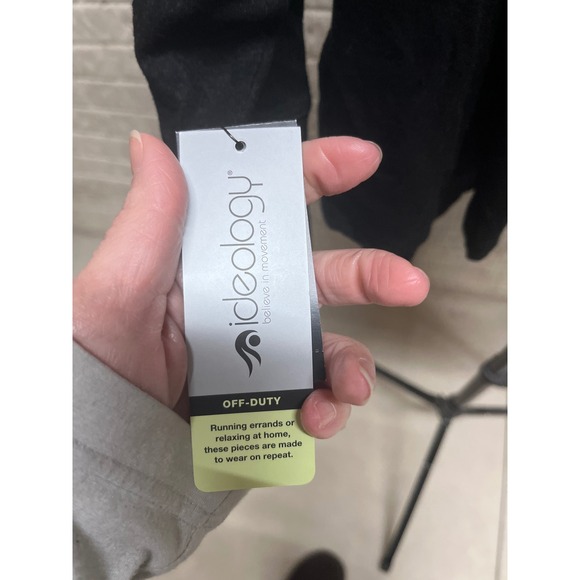 ideology®
believe in movement
OFF-DUTY
Running errands or
relaxing at home,
these pieces are made
to wear on repeat.